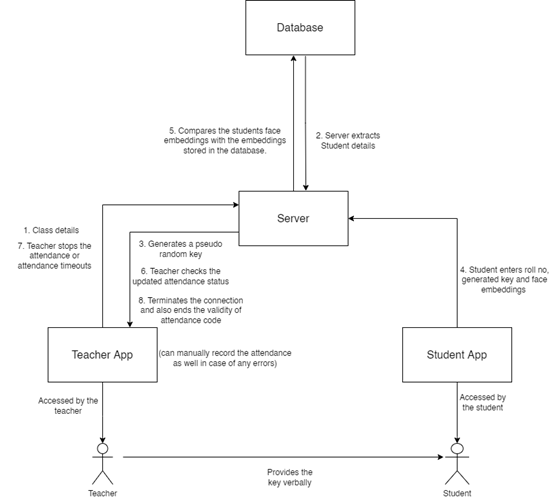 Database
5. Compares the students face
embeddings with the embeddings
stored in the database.
2. Server extracts
Student details
Server
1. Class details
7. Teacher stops the
attendance or
attendance timeouts
3. Generates a pseudo
random key
6. Teacher checks the
updated attendance status
8. Terminates the connection
and also ends the validity of
attendance code
4. Student enters roll no,
generated key and face
embeddings
Teacher App
(can manually record the attendance
as well in case of any errors)
Student App
Accessed by the
teacher
Accessed by
the student
Provides the
key verbally
Teacher
Student